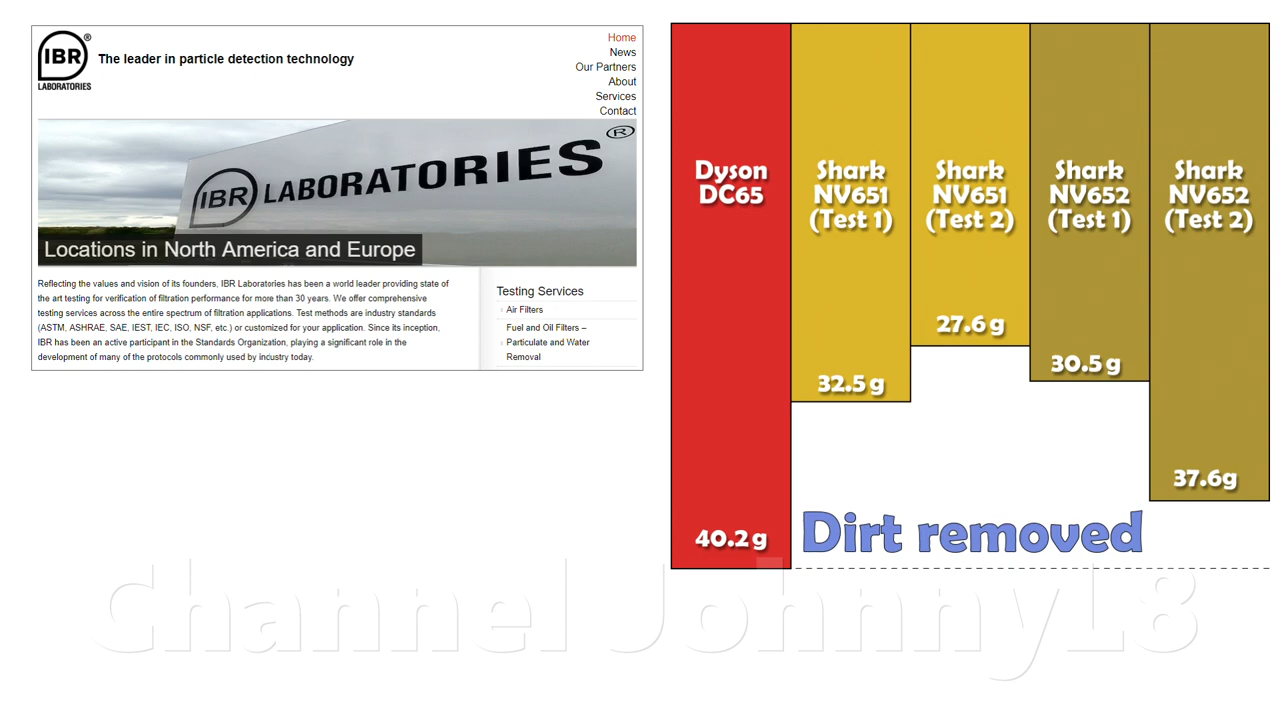 IBR
®
LABORATORIES
The leader in particle detection technology
Home
News
Our Partners
About
Services
Contact
IBR LABORATORIES ®
Locations in North America and Europe
Reflecting the values and vision of its founders, IBR Laboratories has been a world leader providing state of
the art testing for verification of filtration performance for more than 30 years. We offer comprehensive
testing services across the entire spectrum of filtration applications. Test methods are industry standards
(ASTM, ASHRAE, SAE, IEST, IEC, ISO, NSF, etc.) or customized for your application. Since its inception,
IBR has been an active participant in the Standards Organization, playing a significant role in the
development of many of the protocols commonly used by industry today.
Testing Services
Air Filters
Fuel and Oil Filters –
Particulate and Water
Removal
Dyson
DC65
40.2 g
Shark
NV651
(Test 1)
32.5 g
Shark
NV651
(Test 2)
27.6 g
Shark
NV652
(Test 1)
30.5 g
Shark
NV652
(Test 2)
37.6g
Dirt removed
Channel Johnny18